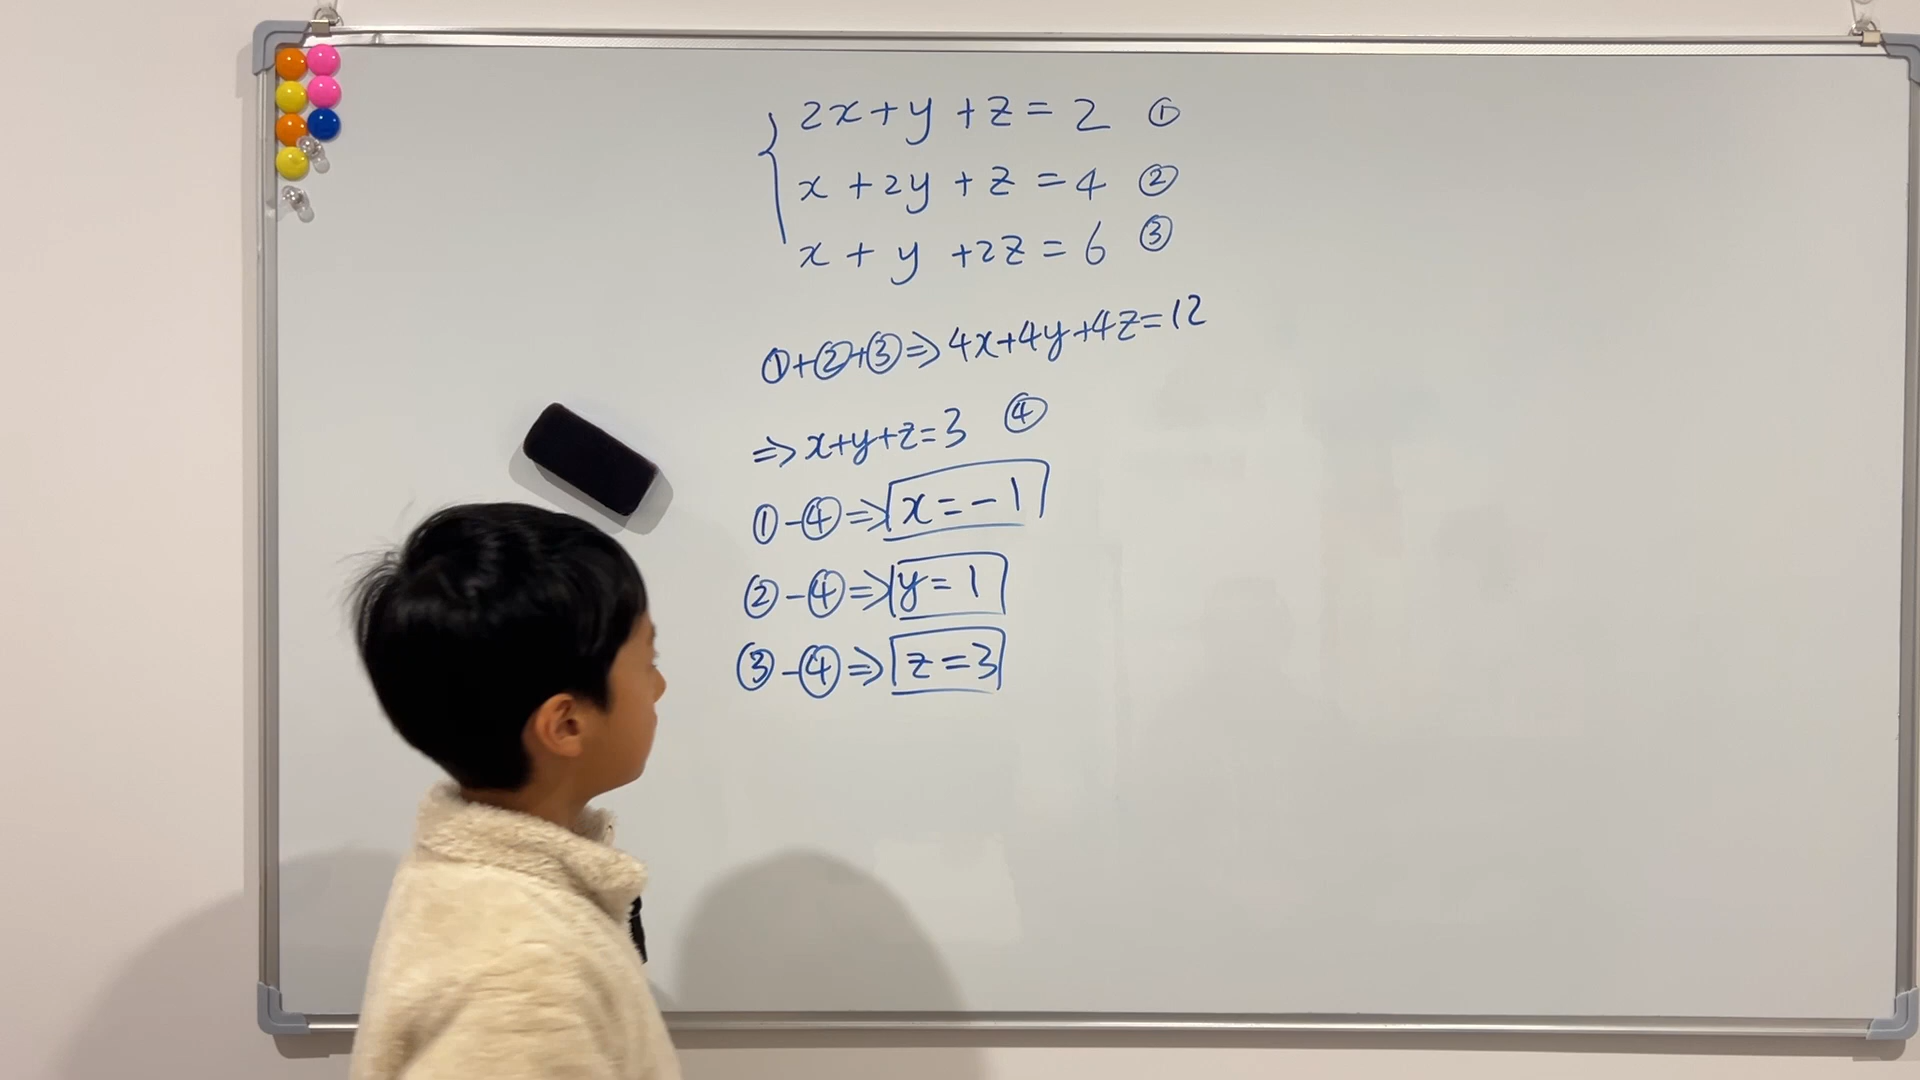 2x+y+z=2 ①
x+2y+z=4 ②
x+y+2z=6 ③
①+②+③⇒4x+4y+4z=12
⇒x+y+z=3 ④
①-④⇒x=-1
②-④⇒y=1
③-④⇒z=3